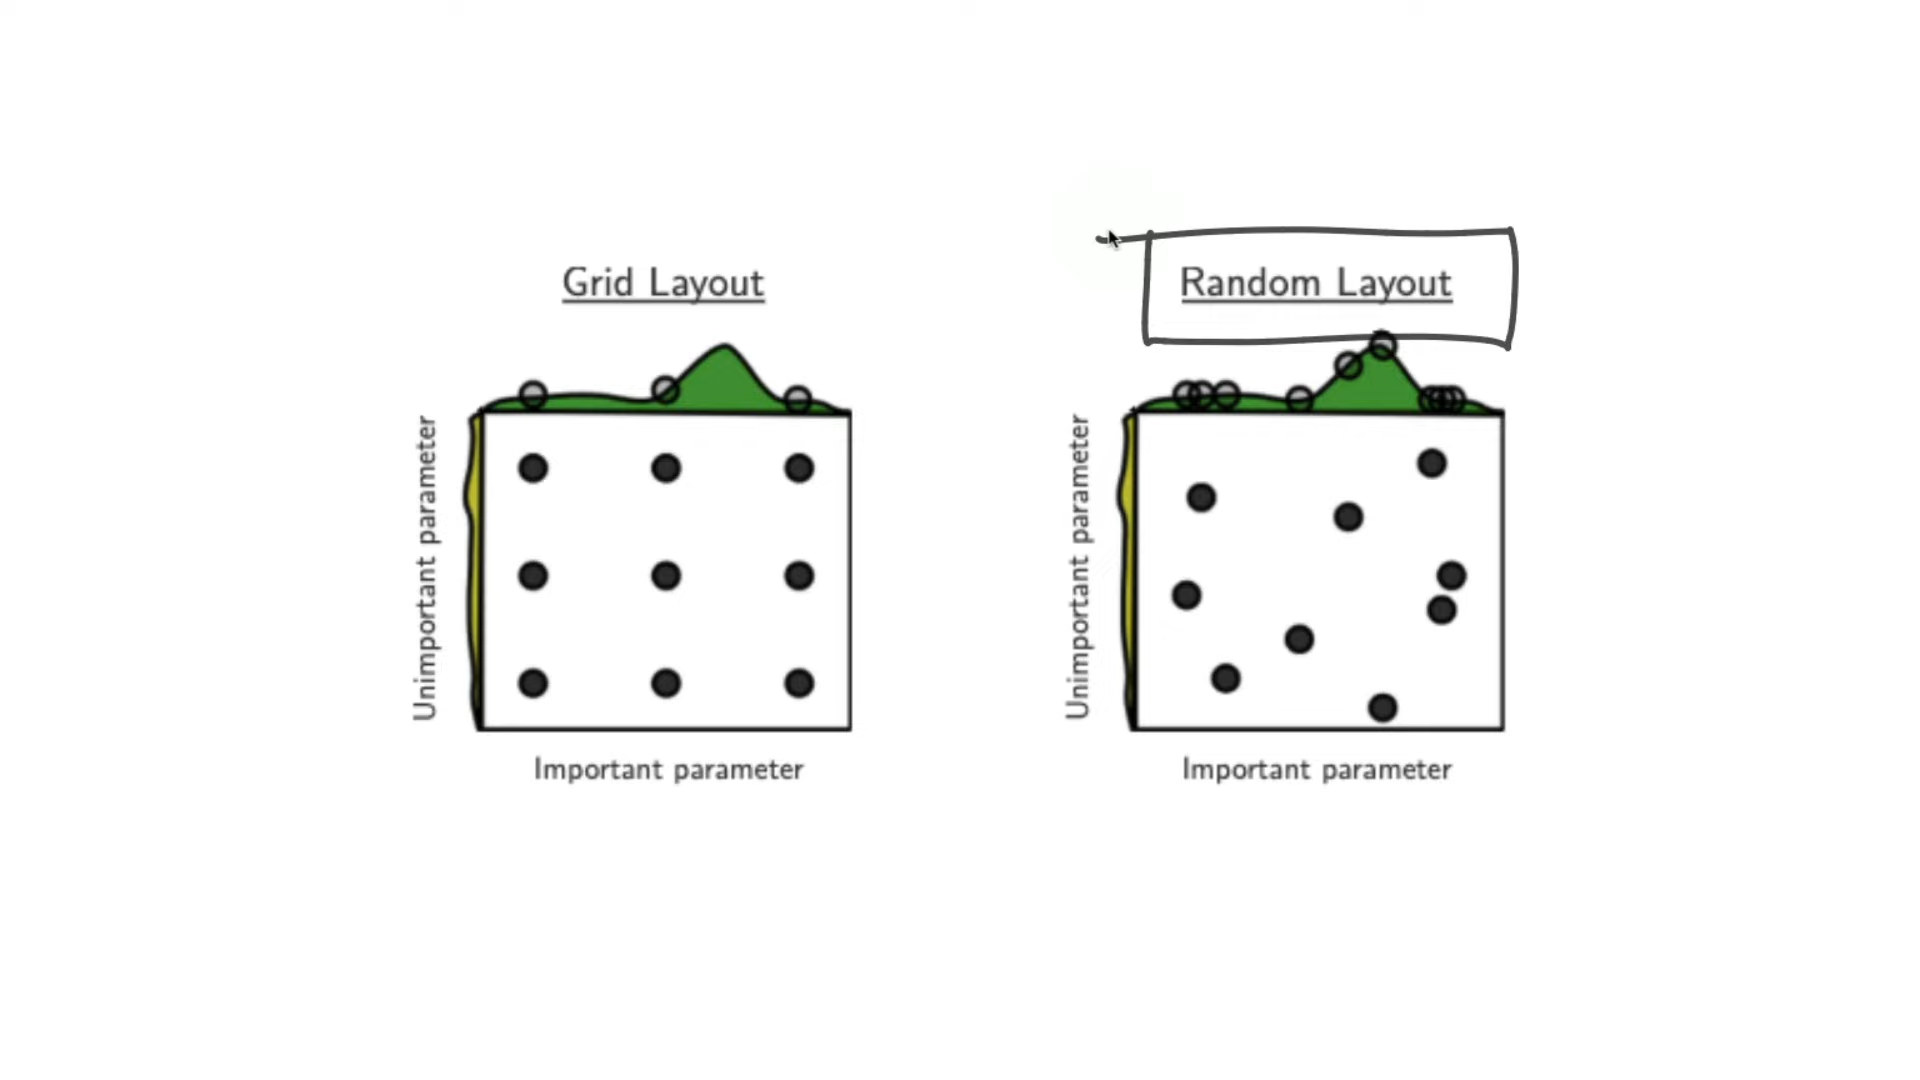 Grid Layout
Unimportant parameter
Important parameter
Random Layout
Unimportant parameter
Important parameter